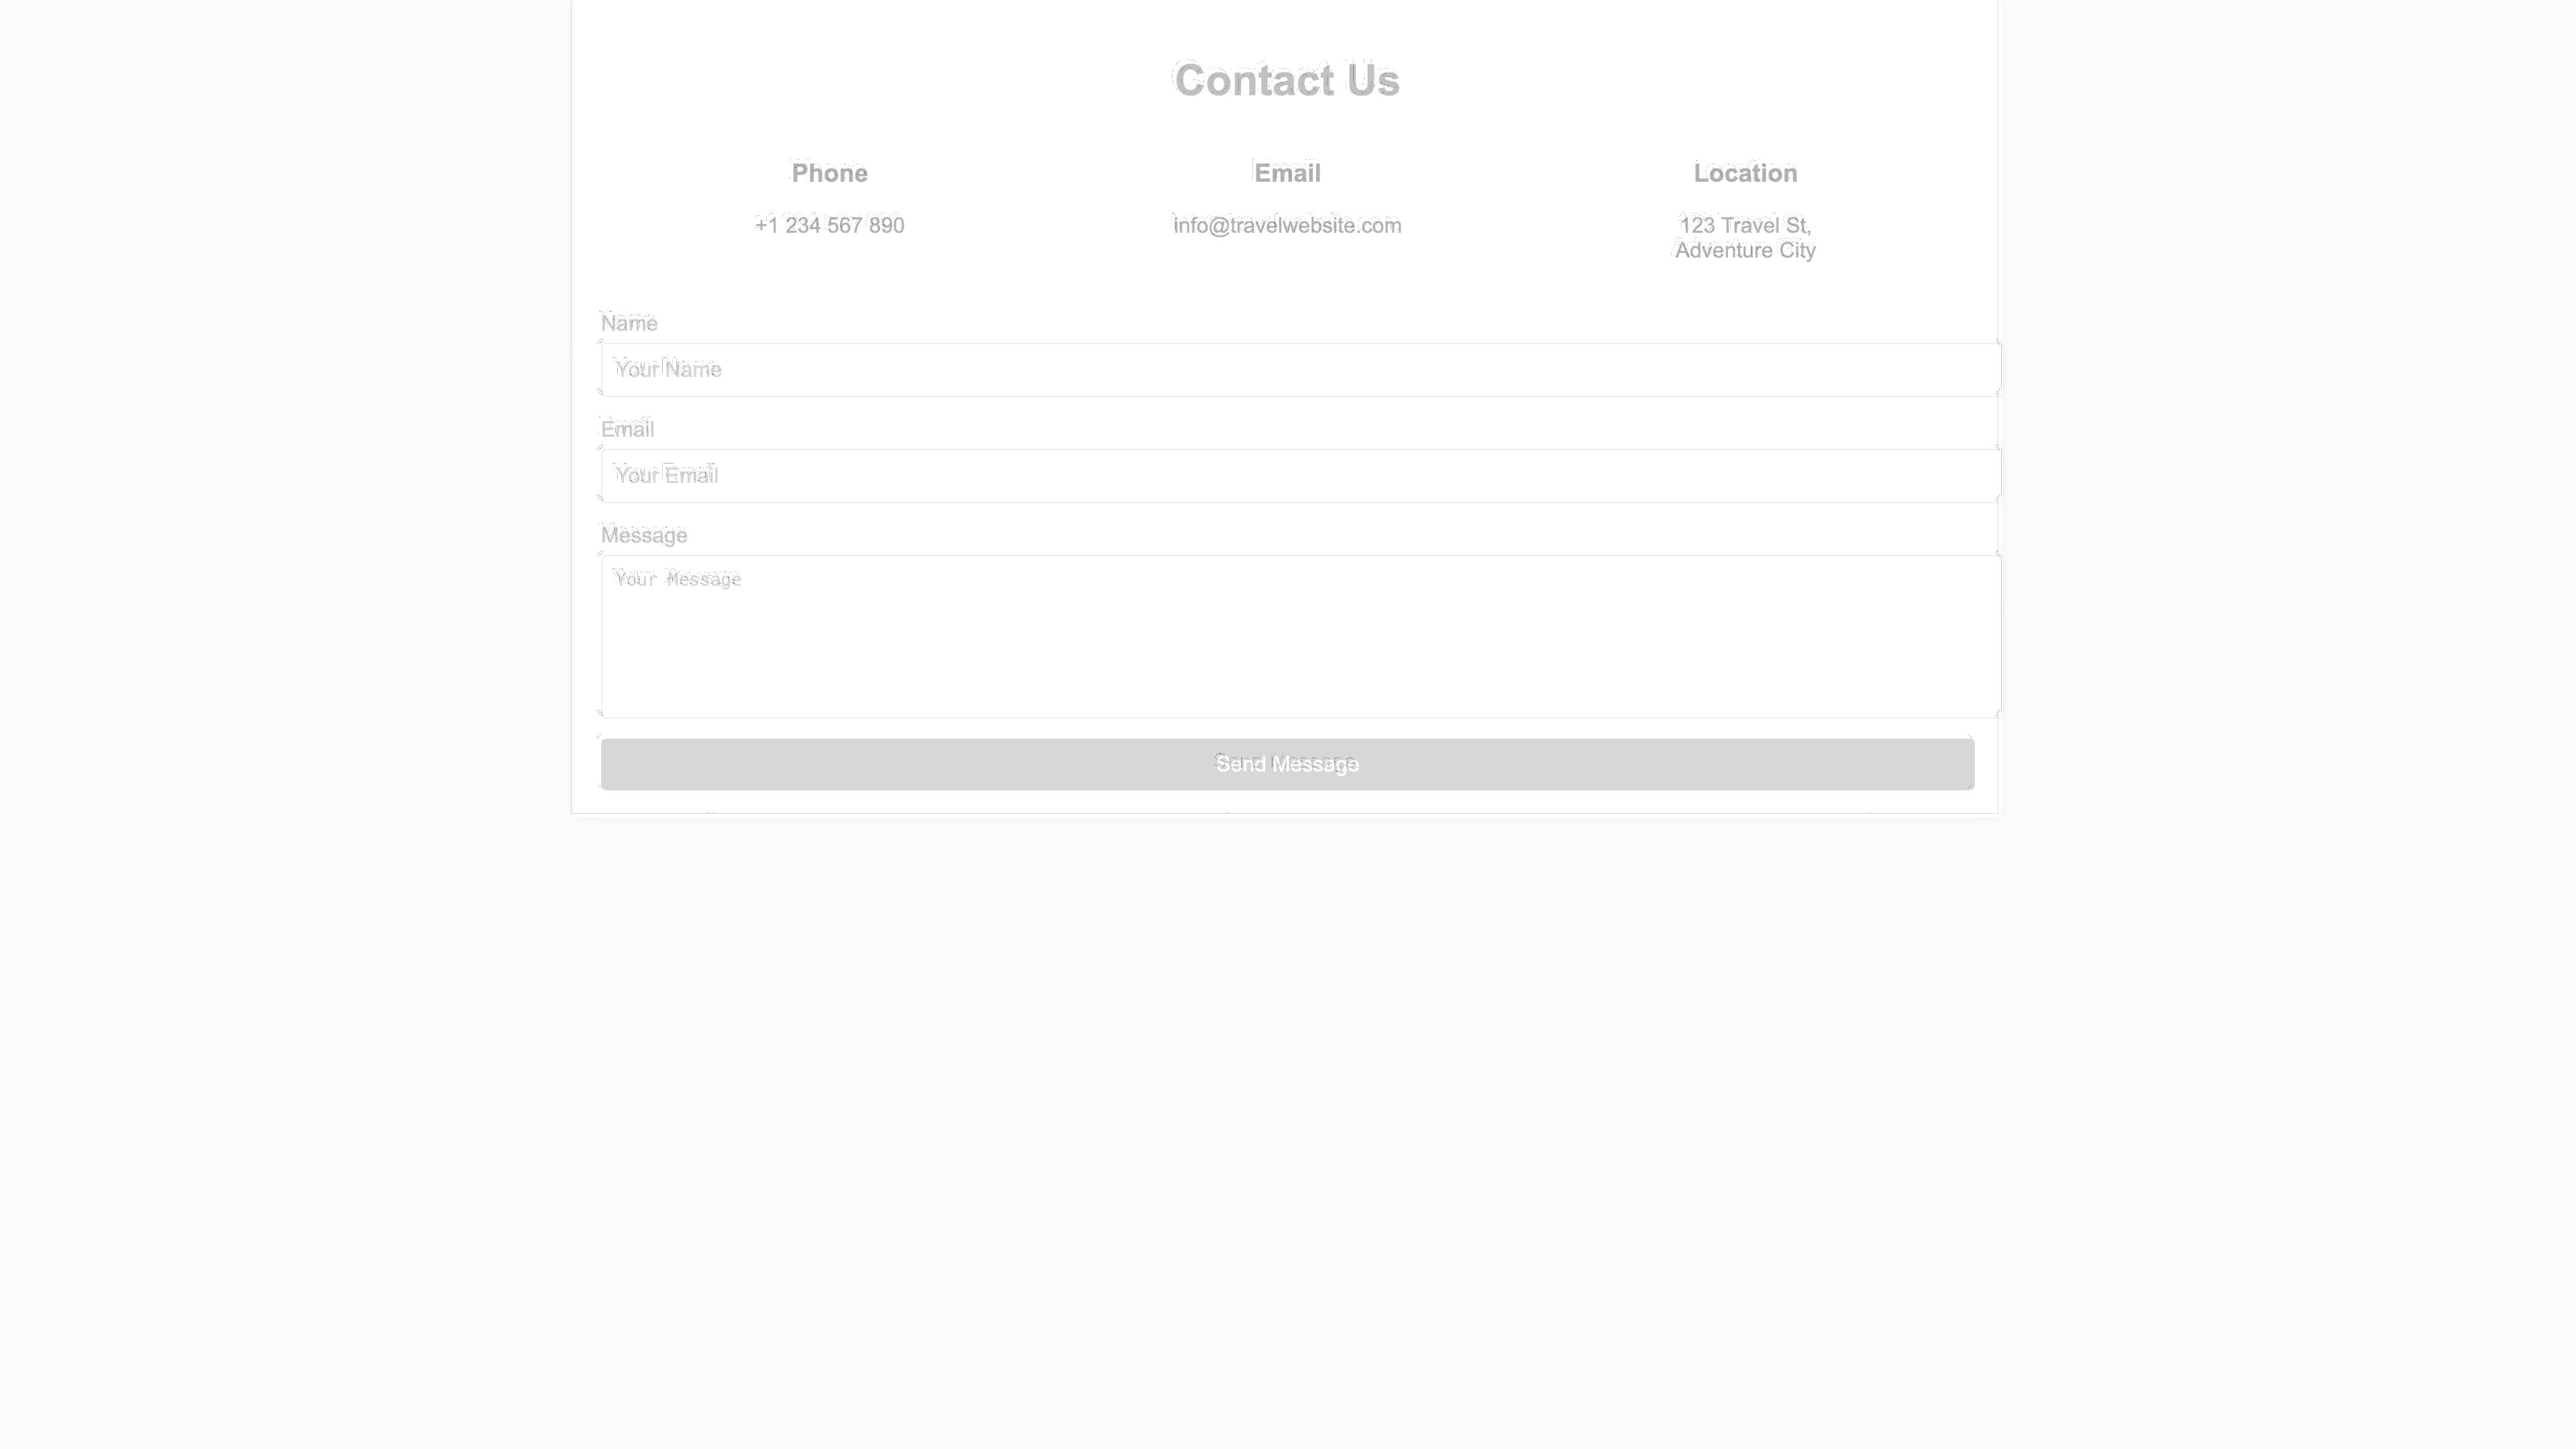 Contact Us
Phone
Email
Location
+1 234 567 890
info@travelwebsite.com
123 Travel St,
Adventure City
Name
Your Name
Email
Your Email
Message
Your Message
Send Message